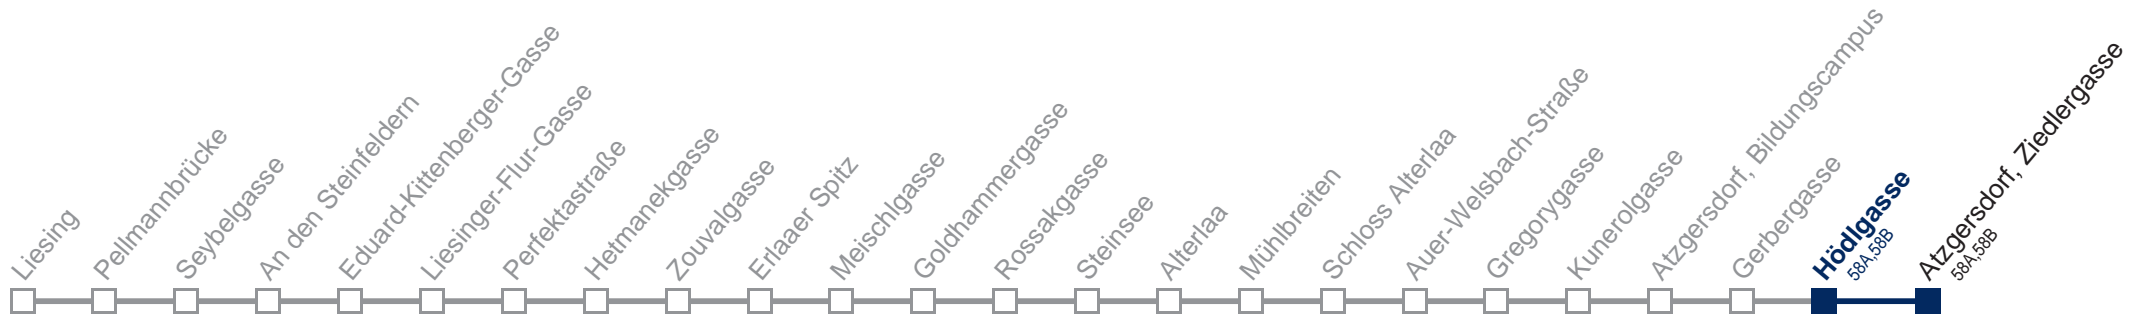 Liesing
Pellmannbrücke
Seybelgasse
An den Steinfeldern
Eduard-Kittenberger-Gasse
Liesinger-Flur-Gasse
Perfektastraße
Hetmanekgasse
Zouvalgasse
Erlaaer Spitz
Meischlgasse
Goldhammergasse
Rossakgasse
Steinsee
Alterlaa
Mühlbreiten
Schloss Alterlaa
Auer-Welsbach-Straße
Gregorygasse
Kunerolgasse
Atzgersdorf, Bildungscampus
Gerbergasse
Hödlgasse
58A,58B
Atzgersdorf, Ziedlergasse
58A,58B